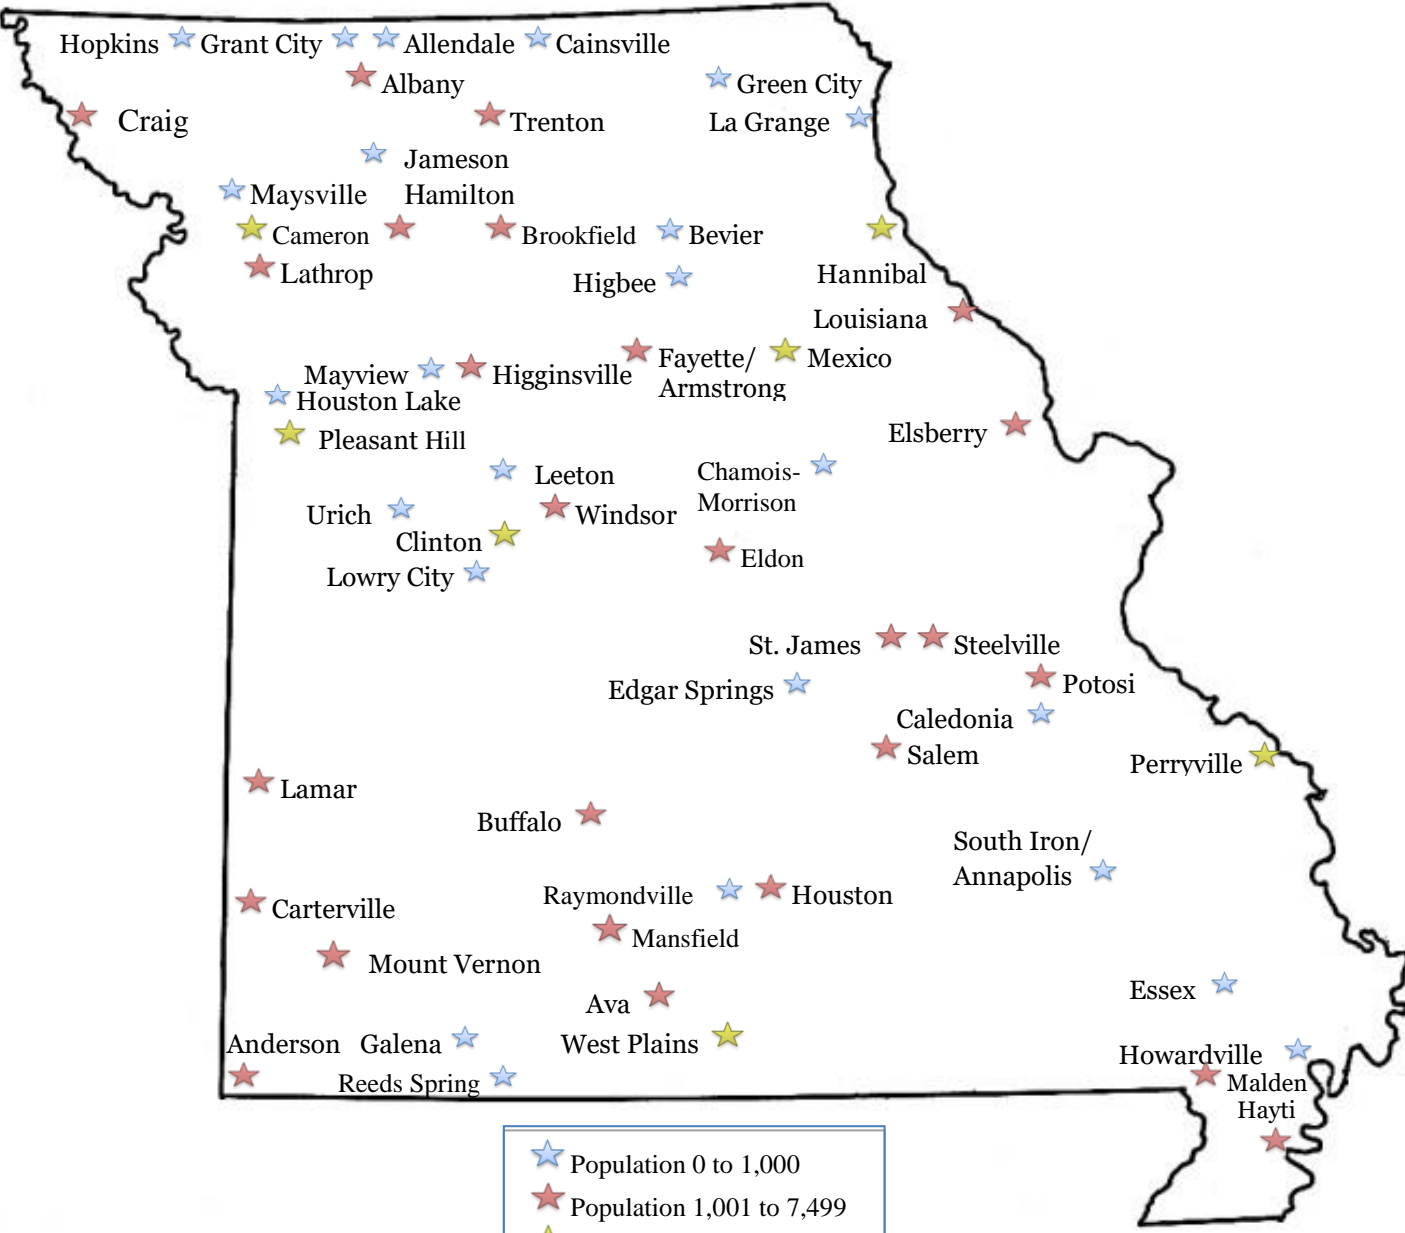 Hopkins Grant City Allendale Cainsville
Albany
Green City
Craig
Trenton
La Grange
Jameson
Maysville
Hamilton
Cameron
Brookfield
Bevier
Lathrop
Higbee
Hannibal
Louisiana
Mayview
Higginsville
Fayette/
Armstrong
Mexico
Houston Lake
Pleasant Hill
Elsberry
Leeton
Chamois-
Morrison
Urich
Windsor
Clinton
Eldon
Lowry City
St. James
Steelville
Edgar Springs
Potosi
Caledonia
Salem
Perryville
Lamar
Buffalo
South Iron/
Annapolis
Raymondville
Houston
Carterville
Mansfield
Mount Vernon
Essex
Ava
Anderson
Galena
West Plains
Howardville
Reeds Spring
Malden
Hayti
Population 0 to 1,000
Population 1,001 to 7,499